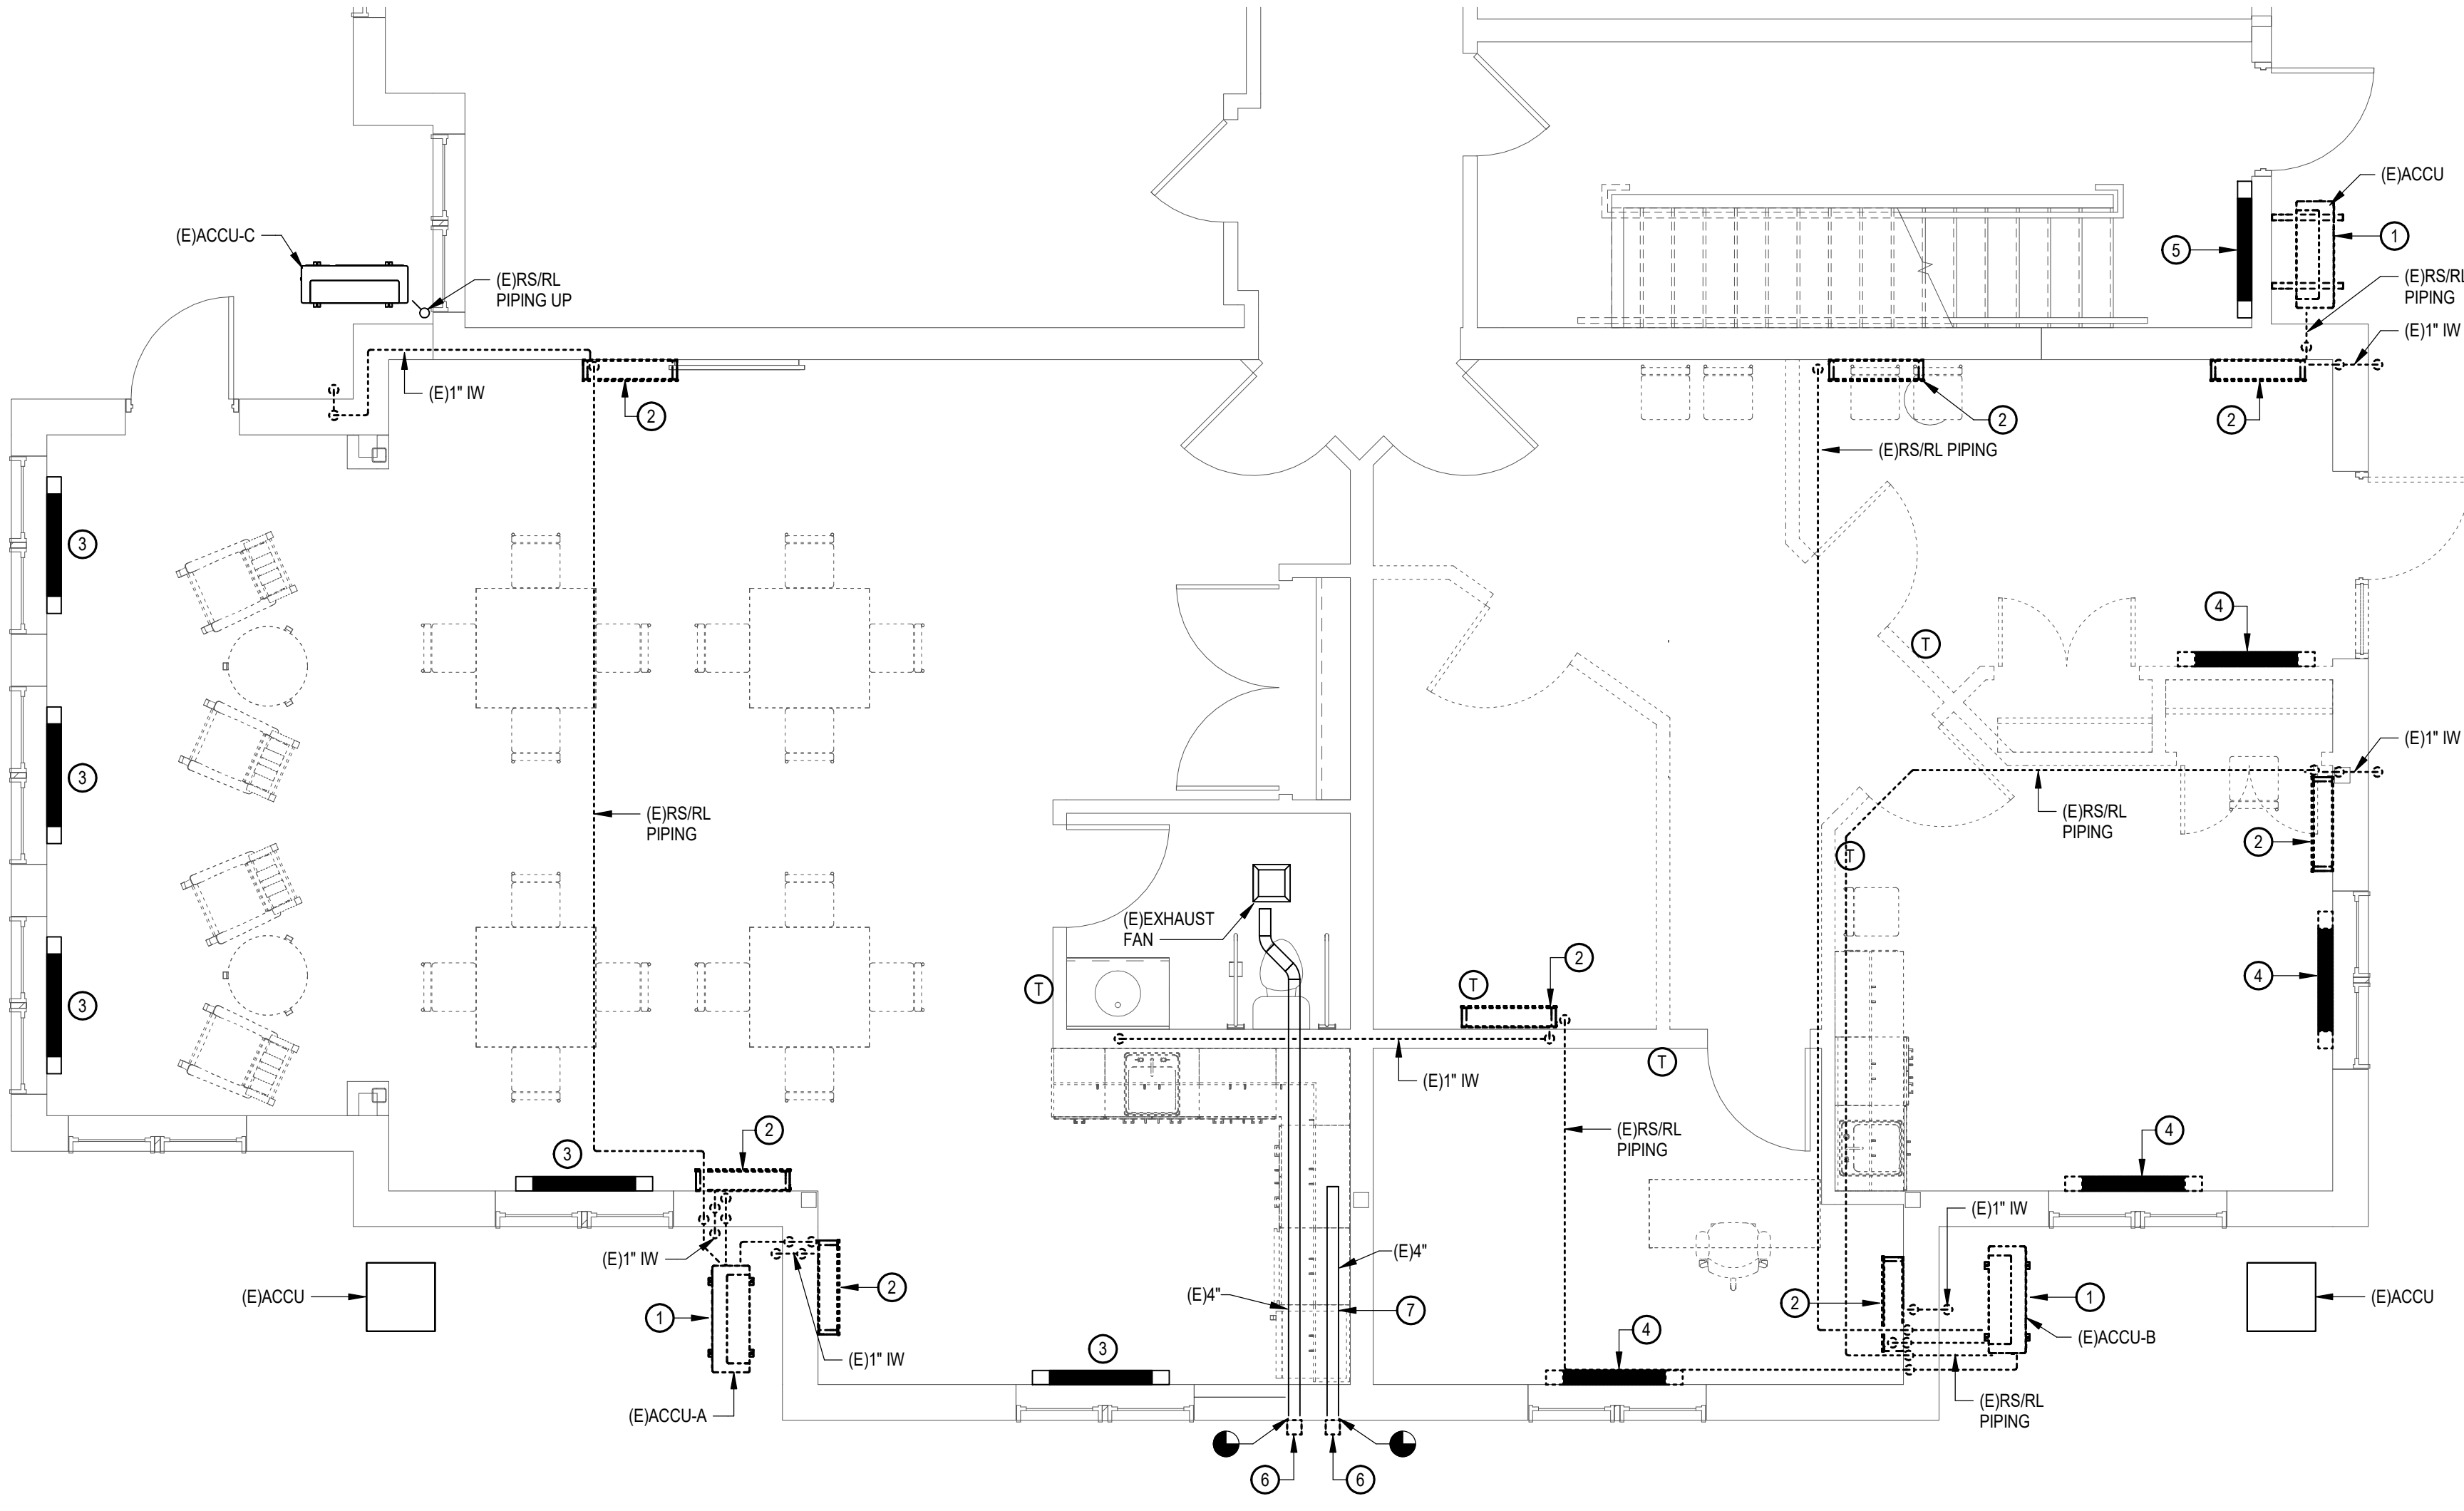 (E)ACCU
(E)ACCU-C
1
5
(E)RS/RL
PIPING UP
(E)RS/RL
PIPING
(E)1" IW
(E)1" IW
2
2
2
(E)RS/RL PIPING
3
4
T
(E)1" IW
3
(E)RS/RL
PIPING
(E)RS/RL
PIPING
2
T
(E)EXHAUST
FAN
2
4
T
T
3
(E)1" IW
T
(E)RS/RL
PIPING
2
4
3
(E)1" IW
(E)1" IW
(E)4"
2
(E)4"
7
2
1
(E)ACCU
(E)ACCU
1
(E)ACCU-B
4
(E)1" IW
3
(E)ACCU-A
(E)RS/RL
PIPING
6
6